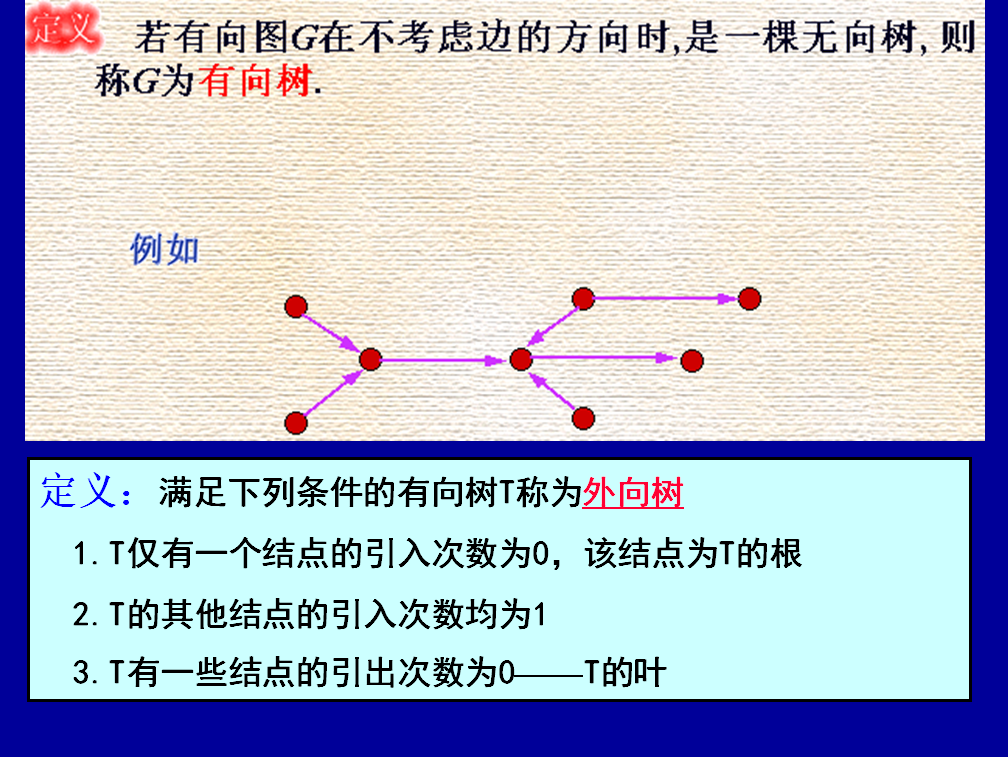 定义 若有向图G在不考虑边的方向时,是一棵无向树, 则
称G为有向树.
例如
定义：满足下列条件的有向树T称为外向树
1.T仅有一个结点的引入次数为0，该结点为T的根
2.T的其他结点的引入次数均为1
3.T有一些结点的引出次数为0——T的叶